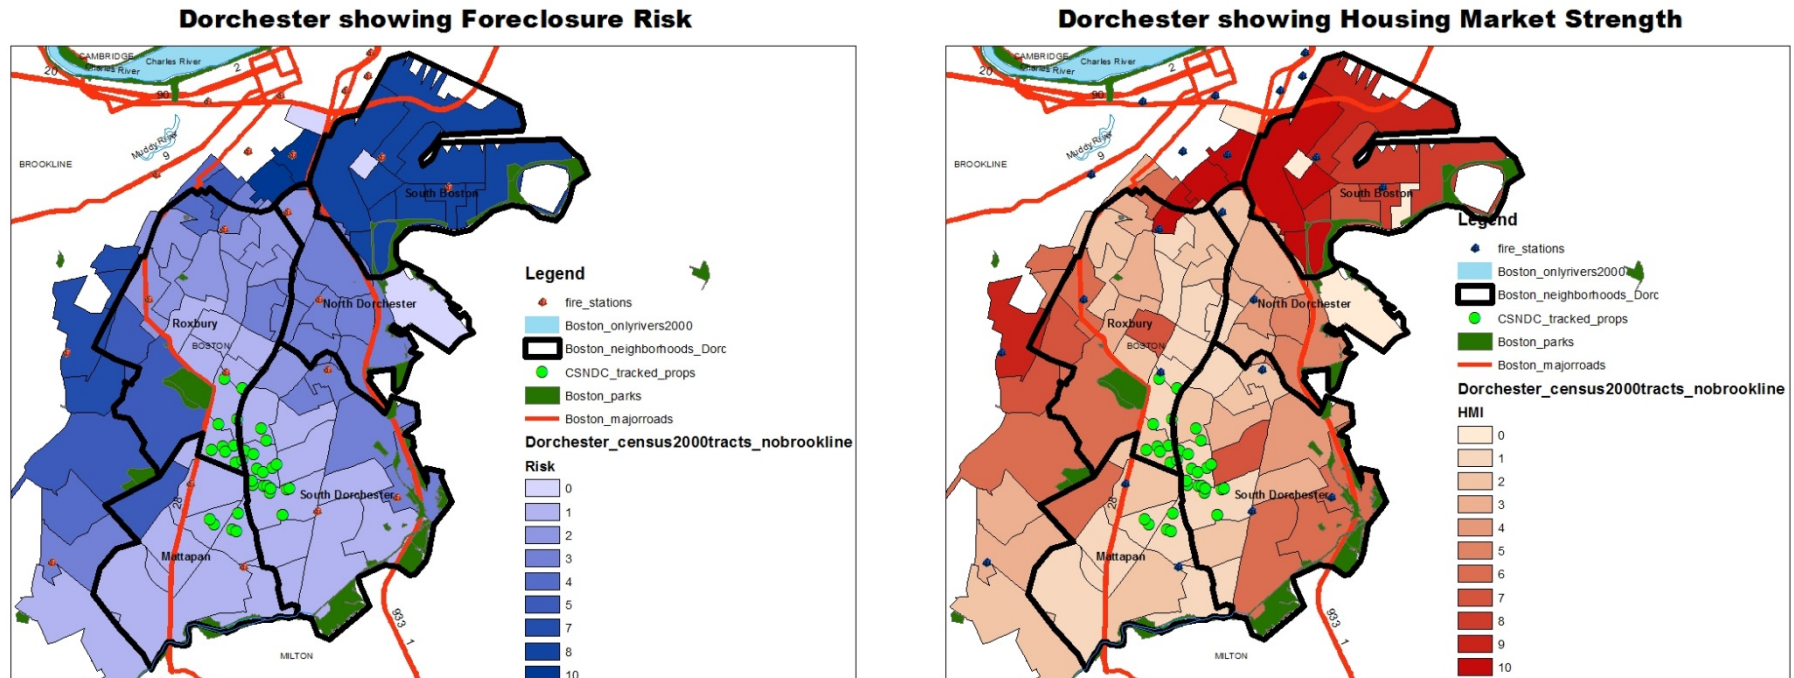 Dorchester showing Foreclosure Risk
CAMBRIDGE
Charles River
Charles River
20
2
90
Muddy River
9
BROOKLINE
South Boston
North Dorchester
Roxbury
BOSTON
South Dorchester
28
Mattapan
933
1
MILTON
Legend
fire_stations
Boston_onlyrivers2000
Boston_neighborhoods_Dorc
CSNDC_tracked_props
Boston_parks
Boston_majorroads
Dorchester_census2000tracts_nobrookline
Risk
0
1
2
3
4
5
7
8
10
Dorchester showing Housing Market Strength
CAMBRIDGE
Charles River
Charles River
20
2
90
Muddy River
9
BROOKLINE
South Boston
North Dorchester
Roxbury
BOSTON
South Dorchester
28
Mattapan
933
1
MILTON
Legend
fire_stations
Boston_onlyrivers2000
Boston_neighborhoods_Dorc
CSNDC_tracked_props
Boston_parks
Boston_majorroads
Dorchester_census2000tracts_nobrookline
HMI
0
1
2
3
4
5
6
7
8
9
10